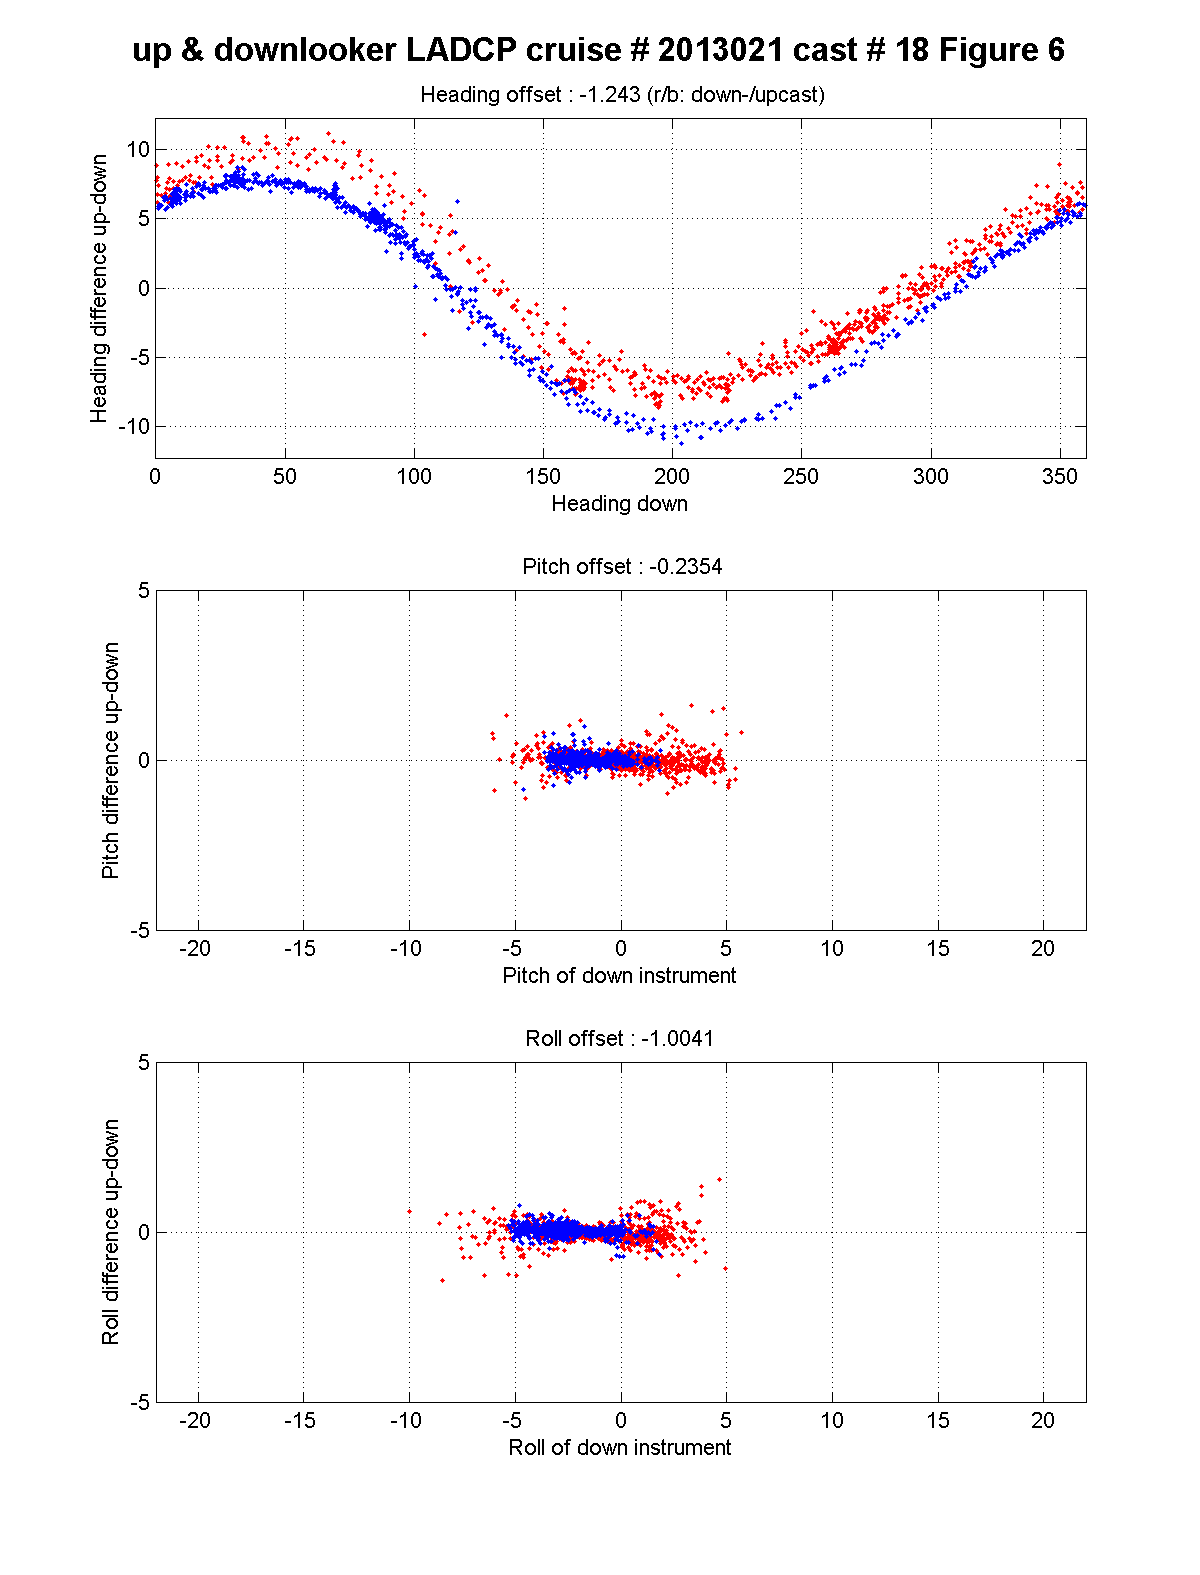 up & downlooker LADCP cruise # 2013021 cast # 18 Figure 6
Heading offset : -1.243 (r/b: down-/upcast)
Heading difference up-down
10
5
0
-5
-10
0 50 100 150 200 250 300 350
Heading down
Pitch offset : -0.2354
Pitch difference up-down
5
0
-5
-20 -15 -10 -5 0 5 10 15 20
Pitch of down instrument
Roll offset : -1.0041
Roll difference up-down
5
0
-5
-20 -15 -10 -5 0 5 10 15 20
Roll of down instrument